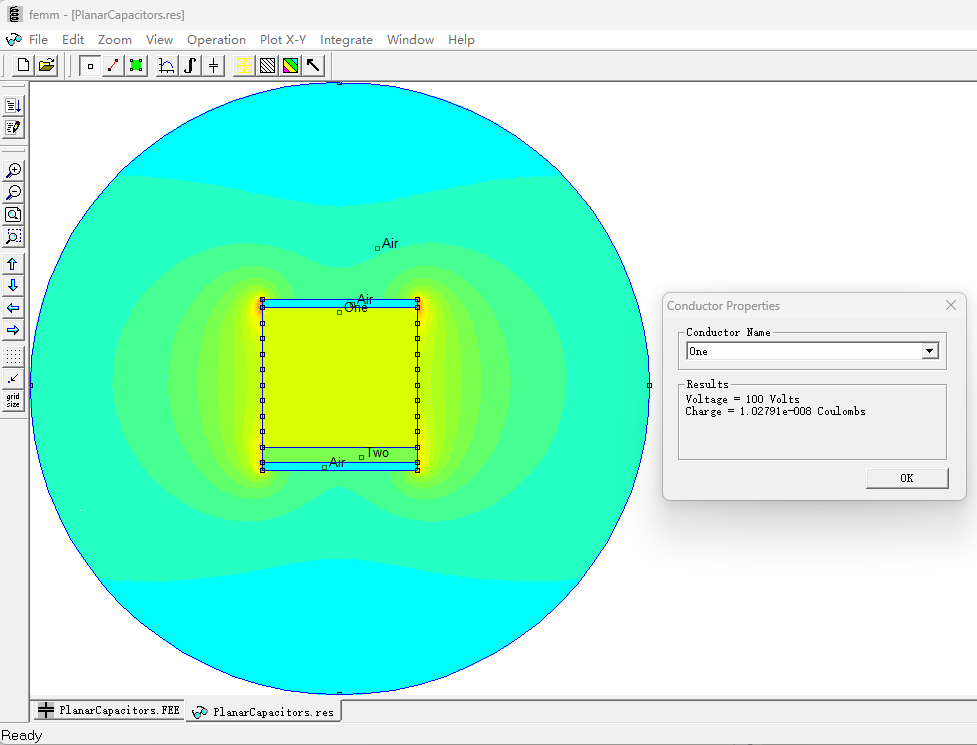 femm - [PlanarCapacitors.res]
File Edit Zoom View Operation Plot X-Y Integrate Window Help
Air
Air
One
Two
Air
grid
size
Conductor Properties
Conductor Name
One
Results
Voltage = 100 Volts
Charge = 1.02791e-008 Coulombs
OK
PlanarCapacitors.FEE PlanarCapacitors.res
Ready